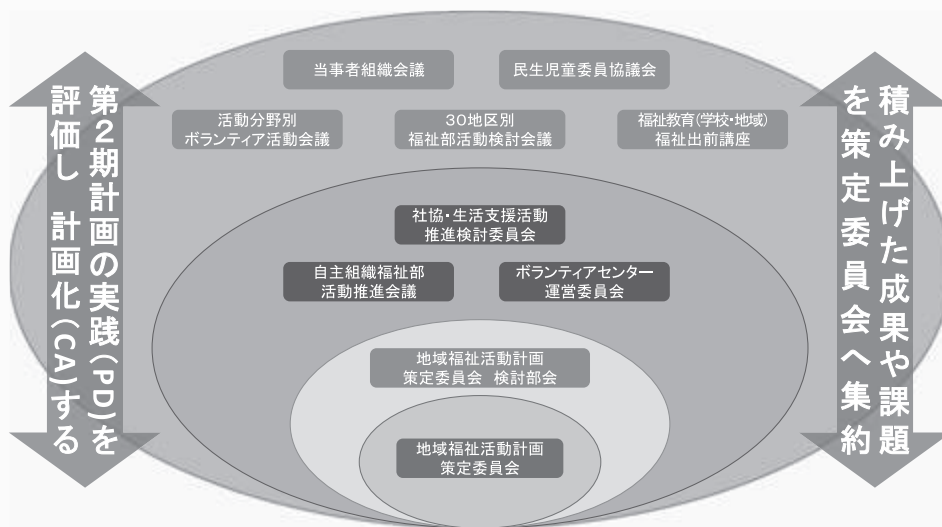 第2期計画の実践(PD)を
評価し 計画化(CA)する
当事者組織会議
民生児童委員協議会
活動分野別
ボランティア活動会議
30地区別
福祉部活動検討会議
福祉教育(学校・地域)
福祉出前講座
社協・生活支援活動
推進検討委員会
自主組織福祉部
活動推進会議
ボランティアセンター
運営委員会
地域福祉活動計画
策定委員会 検討部会
地域福祉活動計画
策定委員会
積み上げた成果や課題
を策定委員会へ集約